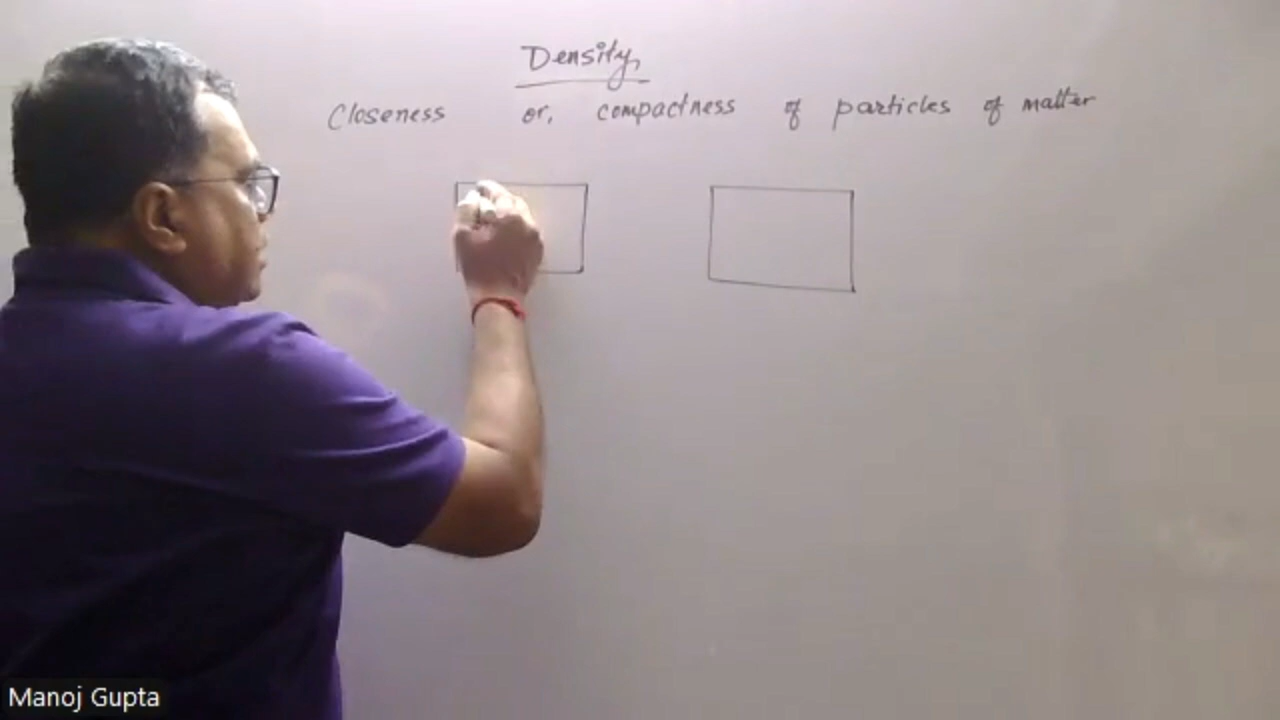 Density,
Closeness or, compactness of particles of matter
Manoj Gupta